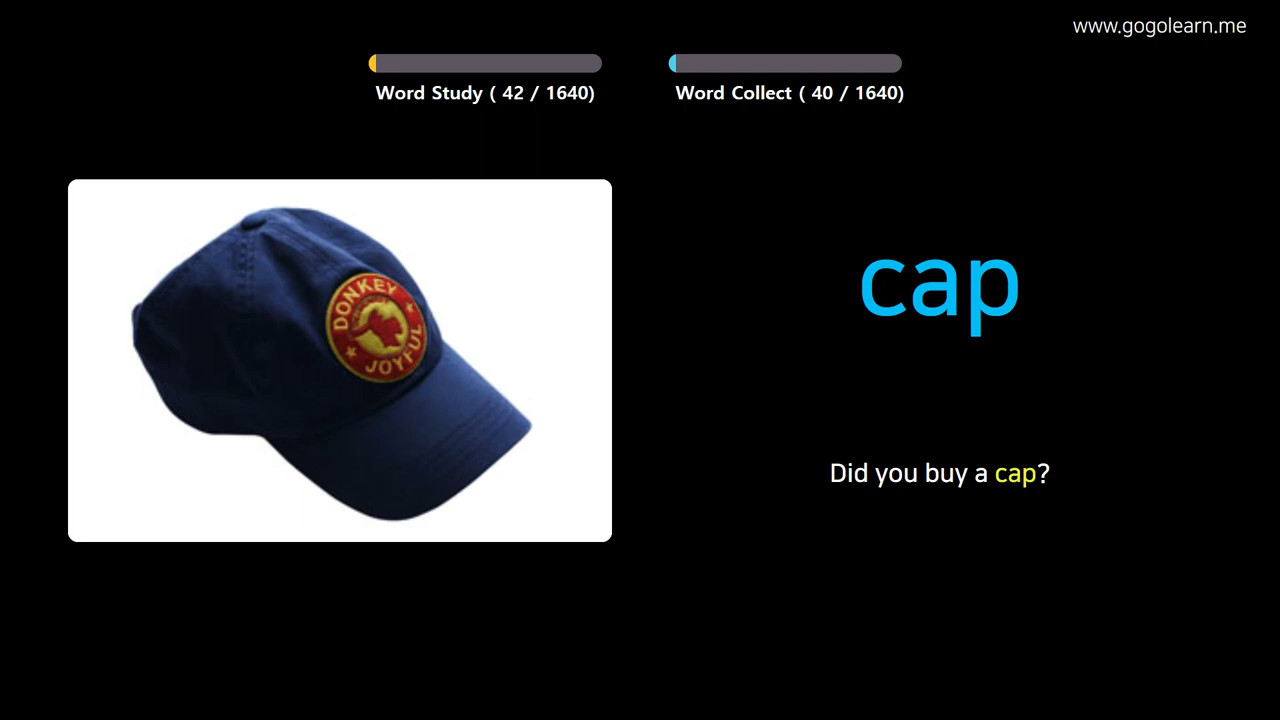 www.gogolearn.me
Word Study ( 42 / 1640)
Word Collect ( 40 / 1640)
DONKEY
JOYFUL
cap
Did you buy a cap?